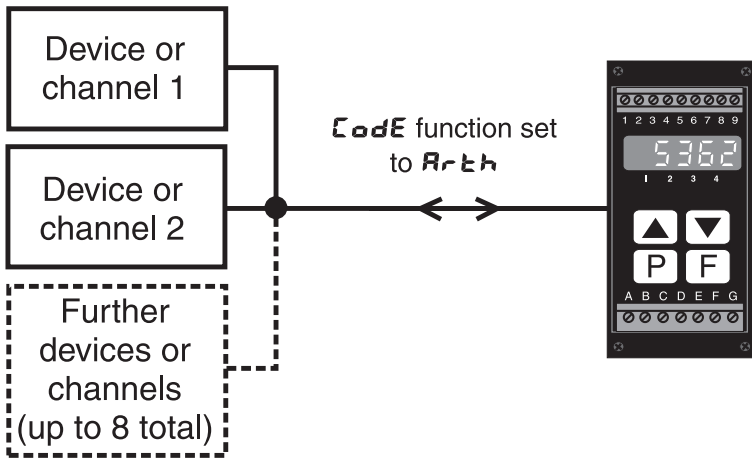 Device or
channel 1
CodE function set
to Arth
Device or
channel 2
Further
devices or
channels
(up to 8 total)
1 2 3 4 5 6 7 8 9
5362
1 2 3 4
P F
A B C D E F G